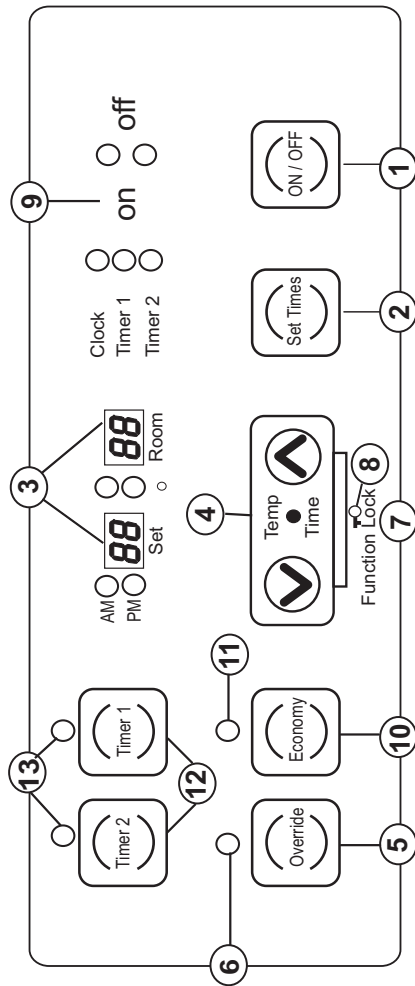 13
3
9
AM
PM
88
88
Set
Room
Clock
Timer 1
Timer 2
on
off
Timer 2
Timer 1
12
6
11
4
Override
Economy
Temp
Time
Function Lock
8
Set Times
ON / OFF
5
10
7
2
1